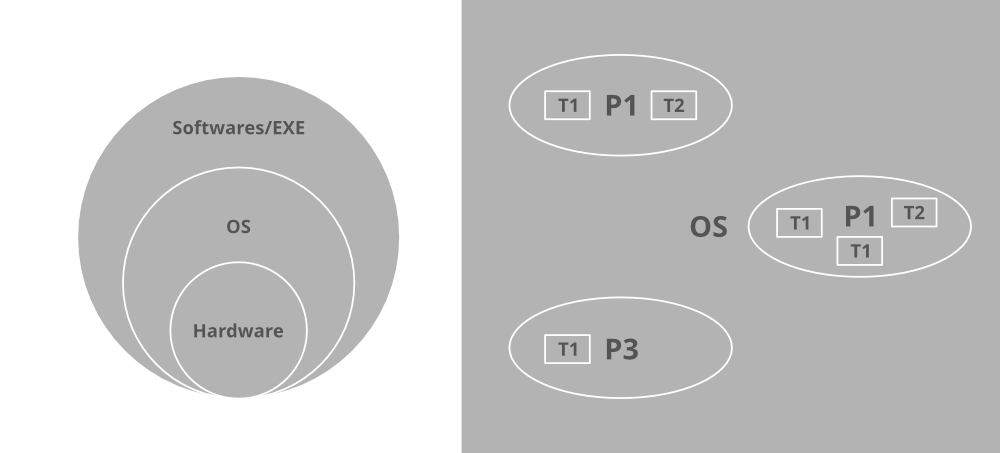 Softwares/EXE
OS
Hardware
T1 P1 T2
OS
T1 P1 T2
T1
T1 P3